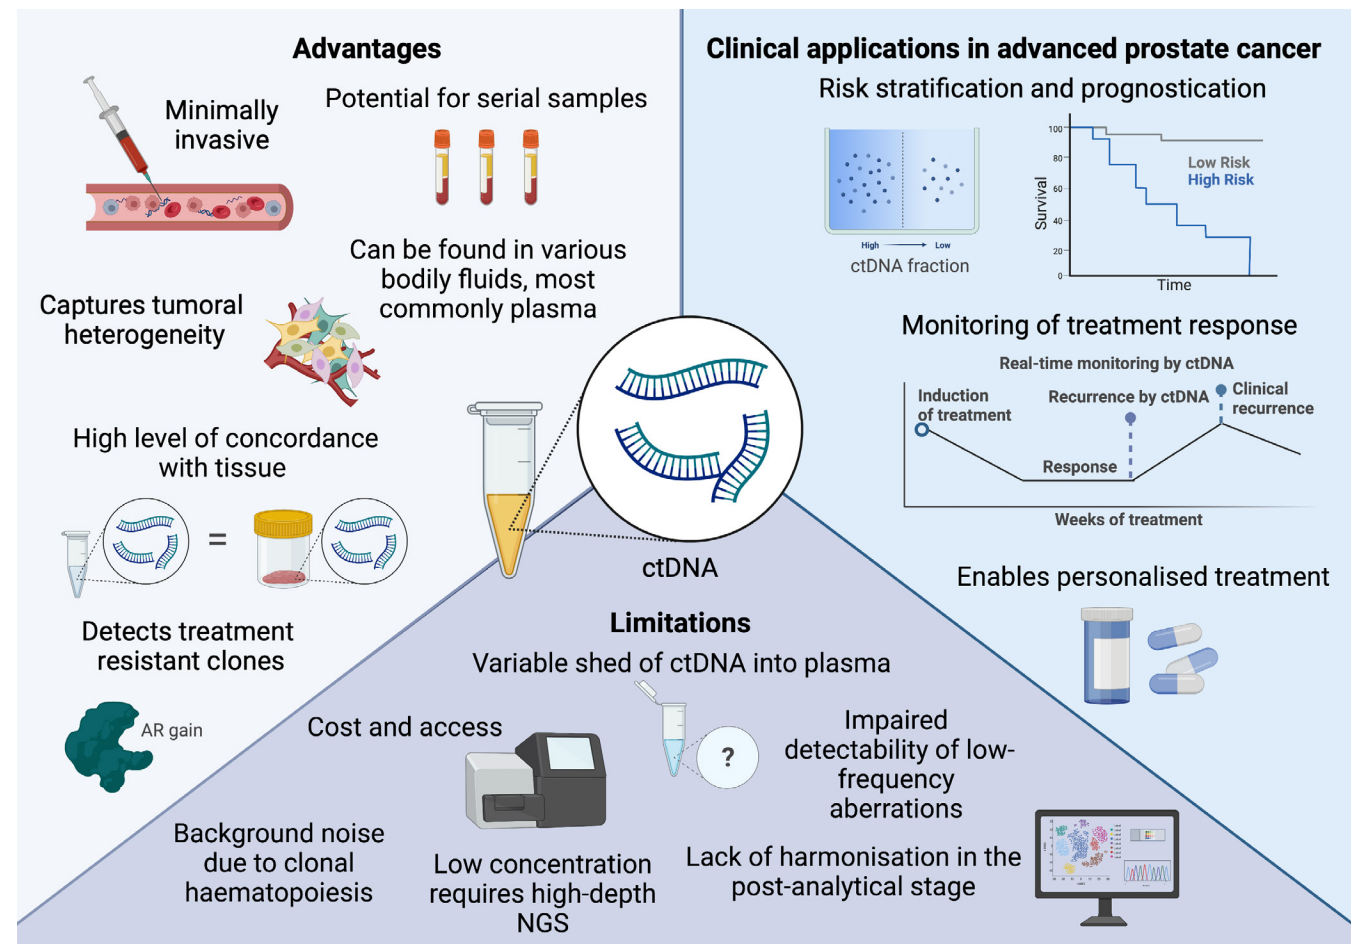 Advantages
Minimally
invasive
Potential for serial samples
Can be found in various
bodily fluids, most
commonly plasma
Captures tumoral
heterogeneity
High level of concordance
with tissue
=
Detects treatment
resistant clones
AR gain
Clinical applications in advanced prostate cancer
Risk stratification and prognostication
High
Low
ctDNA fraction
Survival
100
80
60
40
20
0
Low Risk
High Risk
Time
Monitoring of treatment response
Real-time monitoring by ctDNA
Induction
of treatment
Recurrence by ctDNA
Clinical
recurrence
Response
Weeks of treatment
Enables personalised treatment
ctDNA
Limitations
Variable shed of ctDNA into plasma
Cost and access
?
Impaired
detectability of low-
frequency
aberrations
Background noise
due to clonal
haematopoiesis
Low concentration
requires high-depth
NGS
Lack of harmonisation in the
post-analytical stage